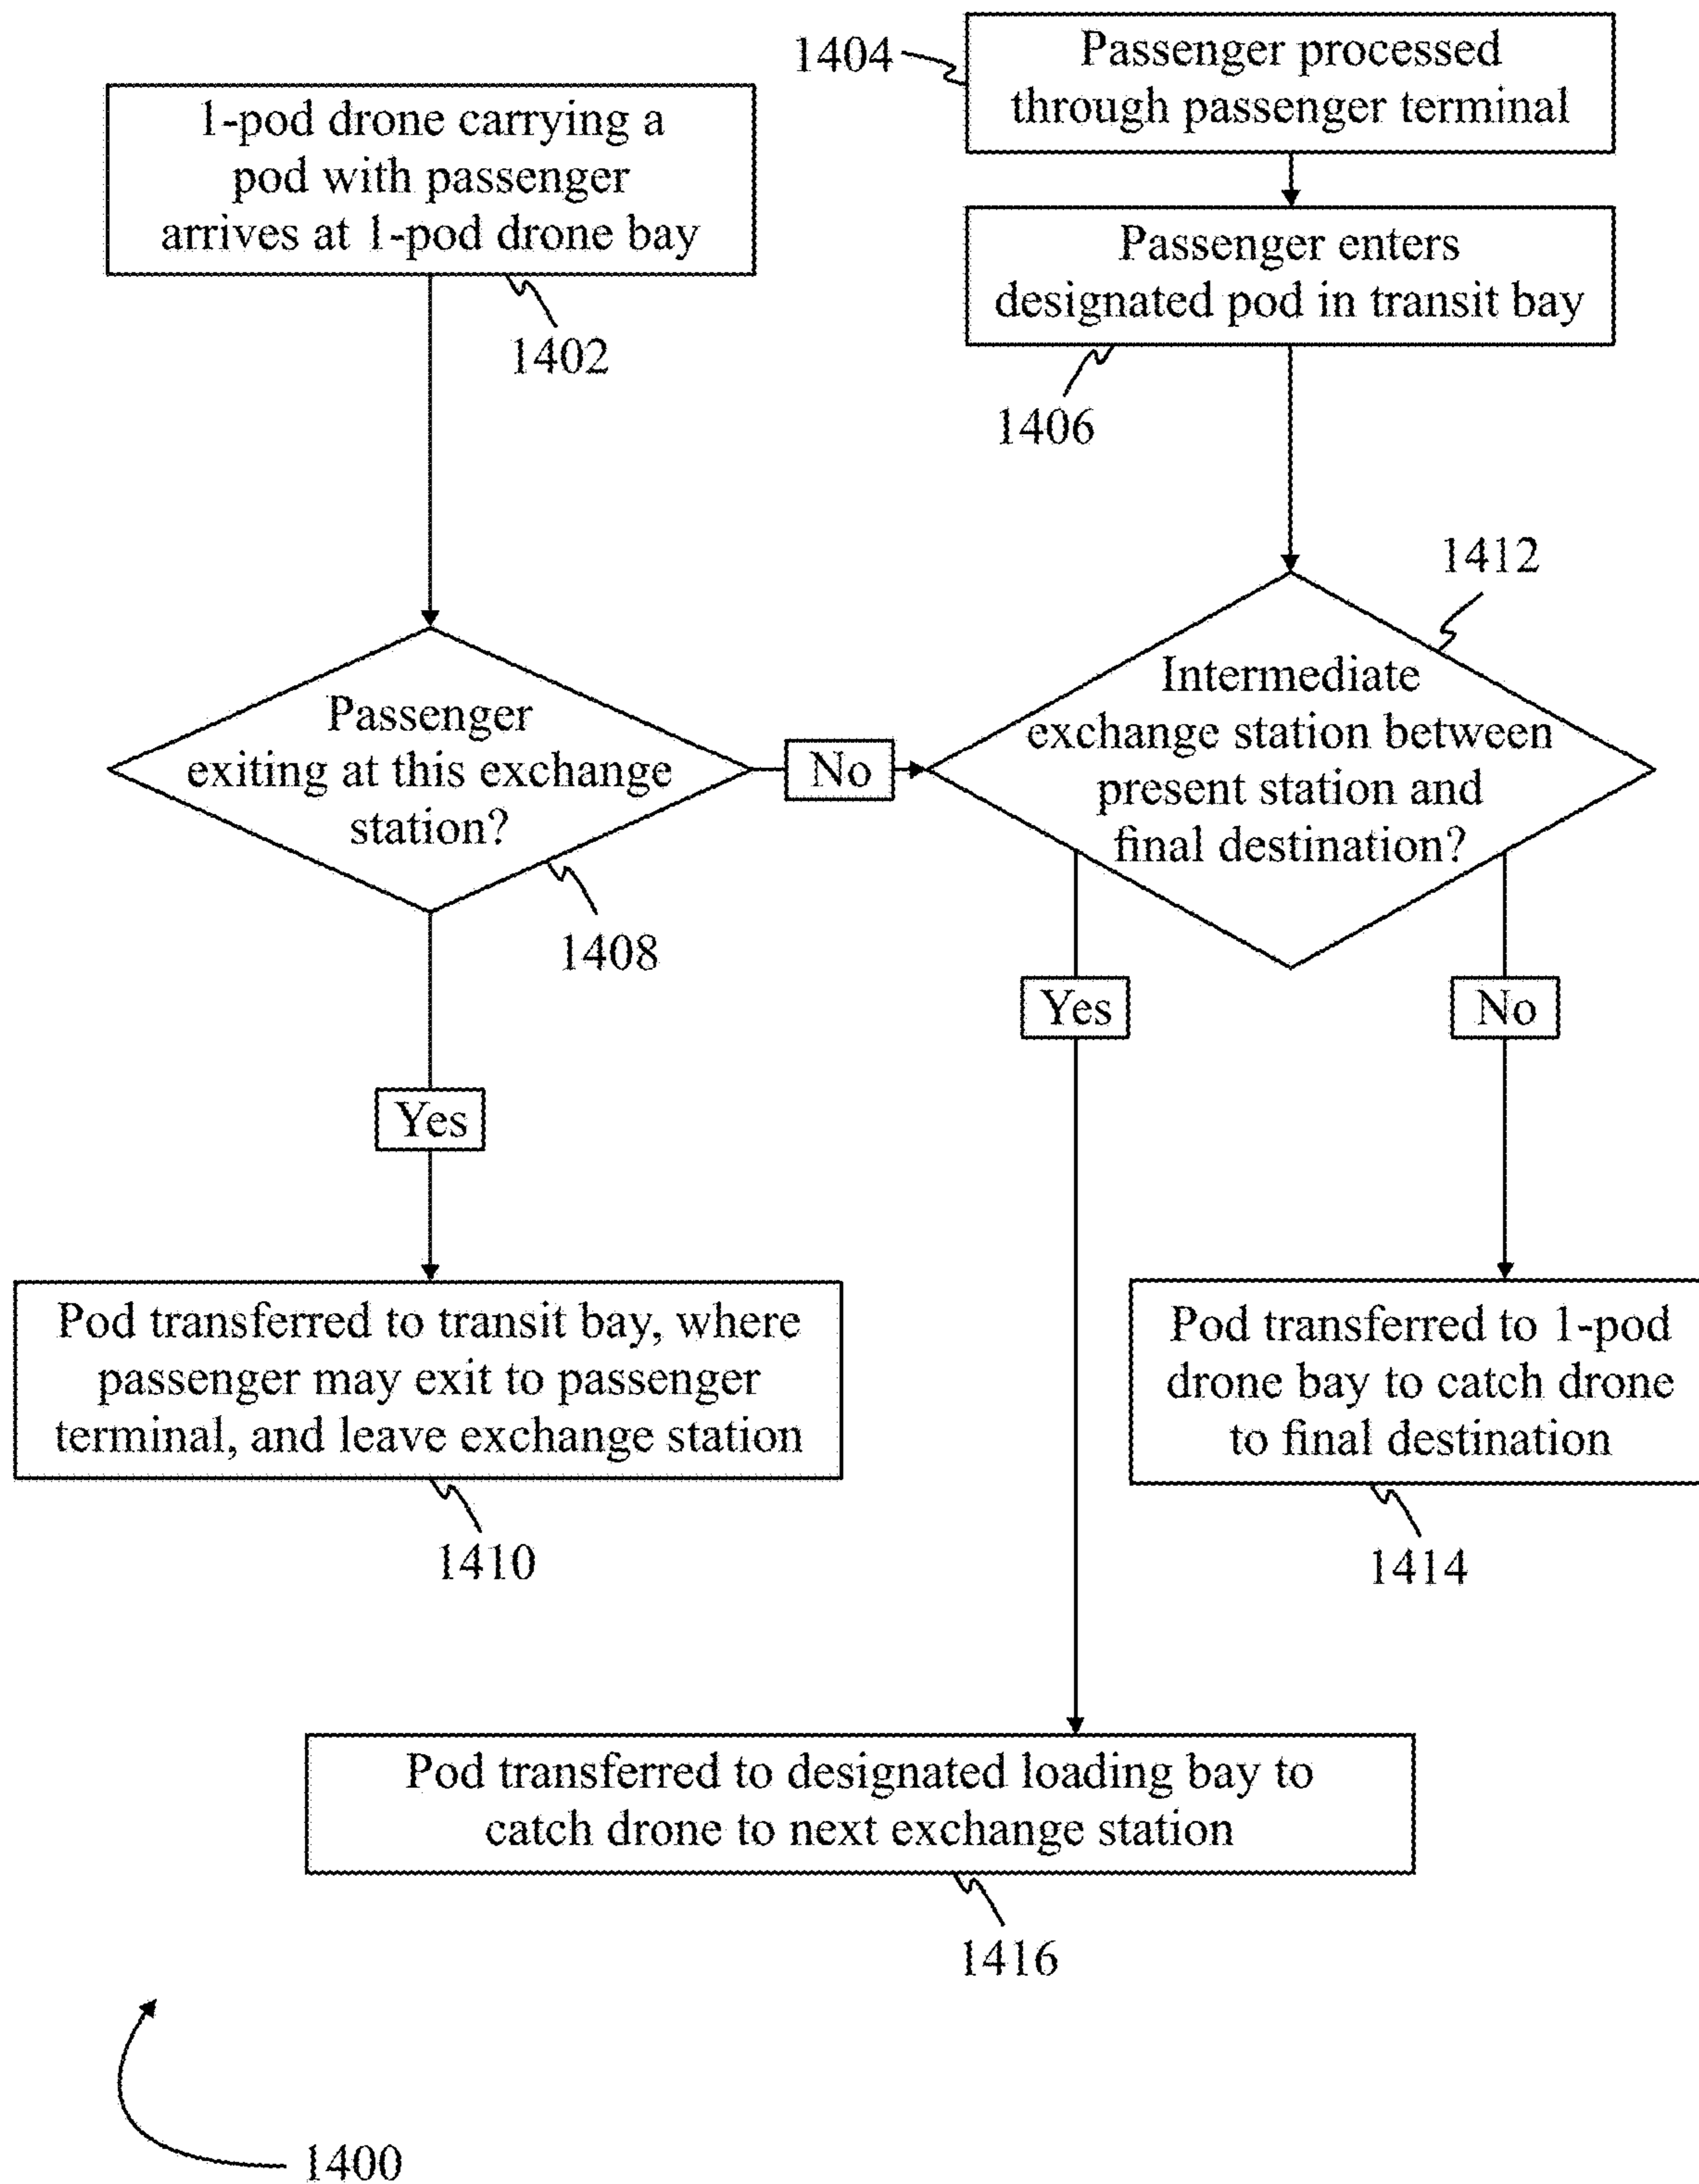 1404
Passenger processed
through passenger terminal
1-pod drone carrying a
pod with passenger
arrives at 1-pod drone bay
1402
Passenger enters
designated pod in transit bay
1406
1412
Passenger
exiting at this exchange
station?
1408
No
Intermediate
exchange station between
present station and
final destination?
Yes
No
Yes
Pod transferred to transit bay, where
passenger may exit to passenger
terminal, and leave exchange station
1410
Pod transferred to 1-pod
drone bay to catch drone
to final destination
1414
Pod transferred to designated loading bay to
catch drone to next exchange station
1416
1400